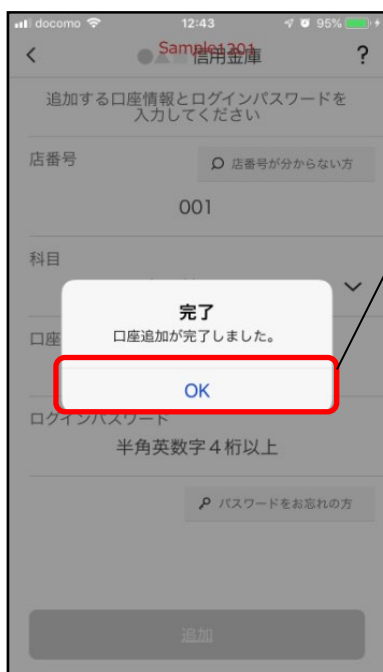 docomo 12:43 95%
●▲■信用金庫 ?
Sample1201
追加する口座情報とログインパスワードを
入力してください
店番号 店番号が分からない方
001
科目
完了
口座追加が完了しました。
口座
OK
ログインパスワード
半角英数字4桁以上
パスワードをお忘れの方
追加